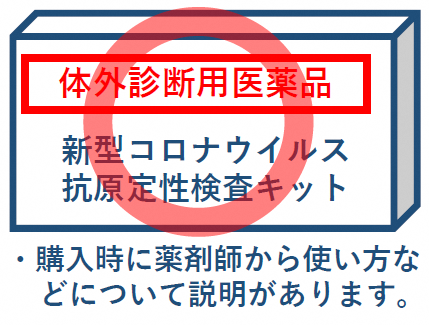 体外診断用医薬品
新型コロナウイルス
抗原定性検査キット
・購入時に薬剤師から使い方な
どについて説明があります。